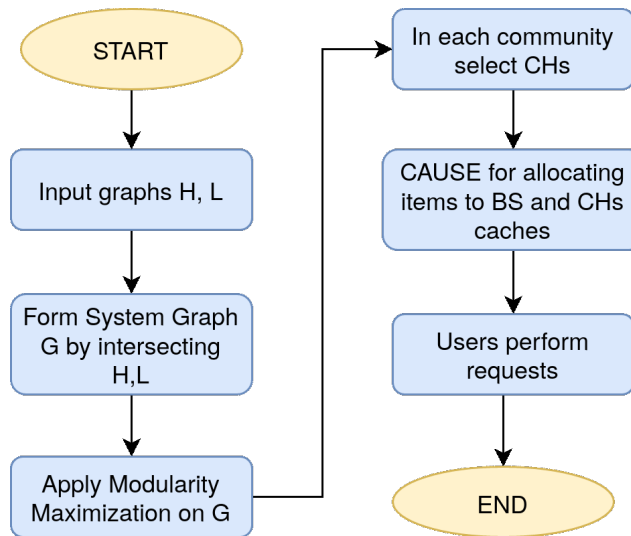 START
Input graphs H, L
Form System Graph
G by intersecting
H,L
Apply Modularity
Maximization on G
In each community
select CHs
CAUSE for allocating
items to BS and CHs
caches
Users perform
requests
END